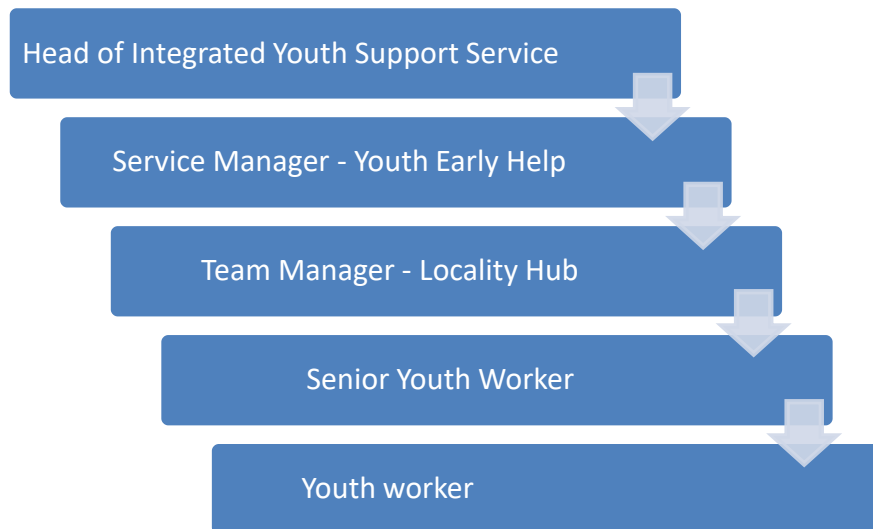 Head of Integrated Youth Support Service
Service Manager - Youth Early Help
Team Manager - Locality Hub
Senior Youth Worker
Youth worker